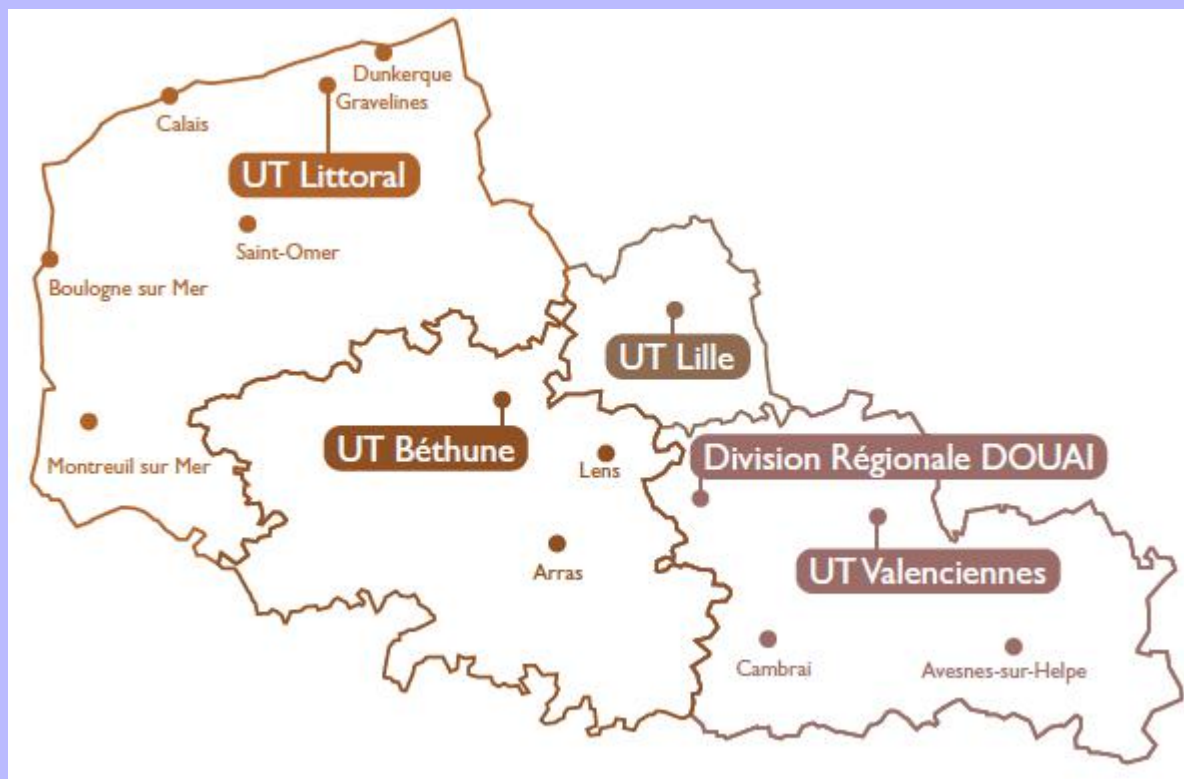 Dunkerque
Gravelines
Calais
UT Littoral
Saint-Omer
Boulogne sur Mer
UT Lille
UT Béthune
Montreuil sur Mer
Lens
Division Régionale DOUAI
Arras
UT Valenciennes
Cambrai
Avesnes-sur-Helpe